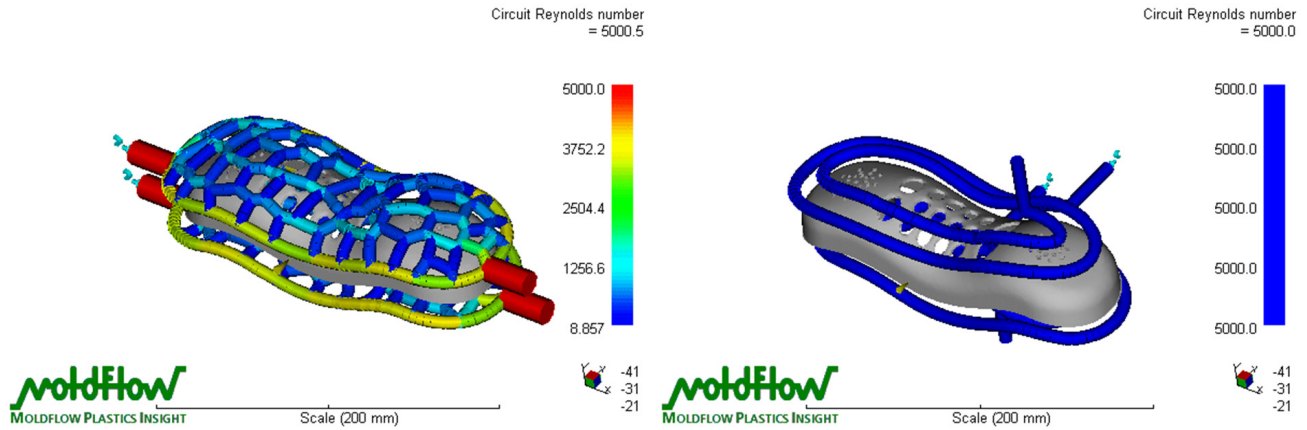 Circuit Reynolds number
= 5000.5
5000.0
3752.2
2504.4
1256.6
8.857
moldflow
MOLDFLOW PLASTICS INSIGHT
Scale (200 mm)
Z Y
X
-41
-31
-21
Circuit Reynolds number
= 5000.0
5000.0
5000.0
5000.0
5000.0
5000.0
moldflow
MOLDFLOW PLASTICS INSIGHT
Scale (200 mm)
Z Y
X
-41
-31
-21